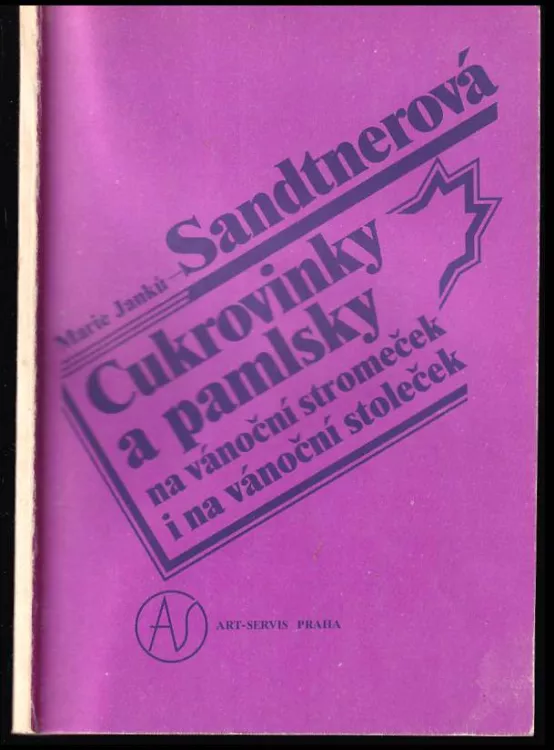 Marie Janků –
Sandtnerová
Cukrovinky
a pamlsky
na vánoční stromeček
i na vánoční stoleček
AS
ART-SERVIS PRAHA